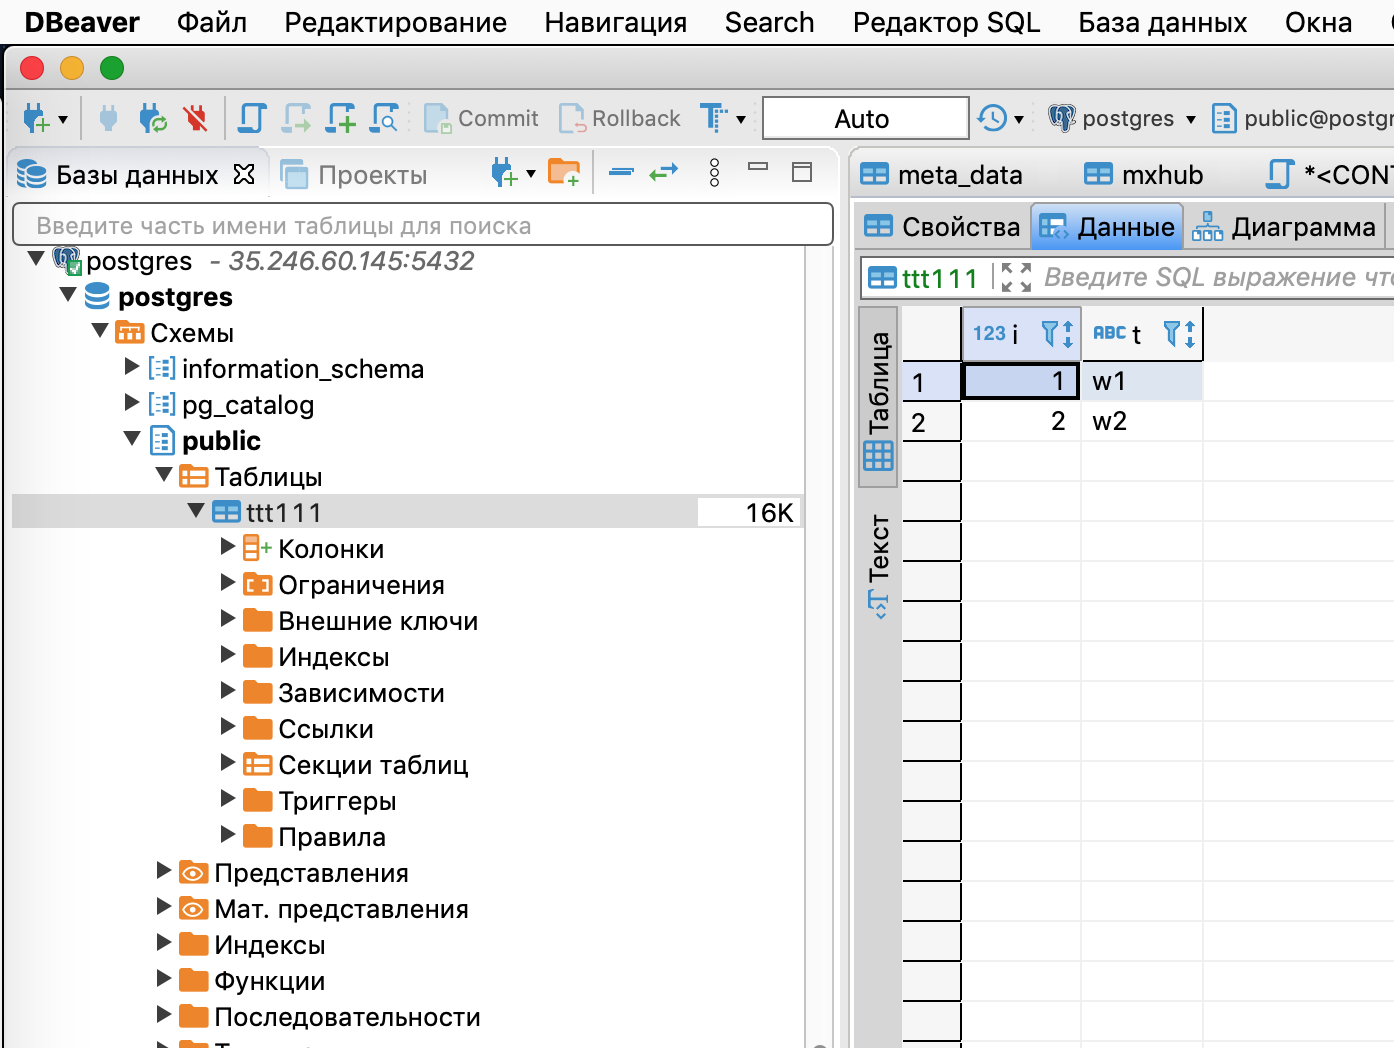 DBeaver Файл Редактирование Навигация Search Редактор SQL База данных Окна
Commit Rollback T Auto postgres public@postgr
Базы данных Проекты
Введите часть имени таблицы для поиска
postgres - 35.246.60.145:5432
postgres
Схемы
information_schema
pg_catalog
public
Таблицы
ttt111 16K
Колонки
Ограничения
Внешние ключи
Индексы
Зависимости
Ссылки
Секции таблиц
Триггеры
Правила
Представления
Мат. представления
Индексы
Функции
Последовательности
meta_data mxhub *<CONT
Свойства Данные Диаграмма
ttt111 Введите SQL выражение что
Таблица
Текст
123 i ABC t
1 1 w1
2 2 w2